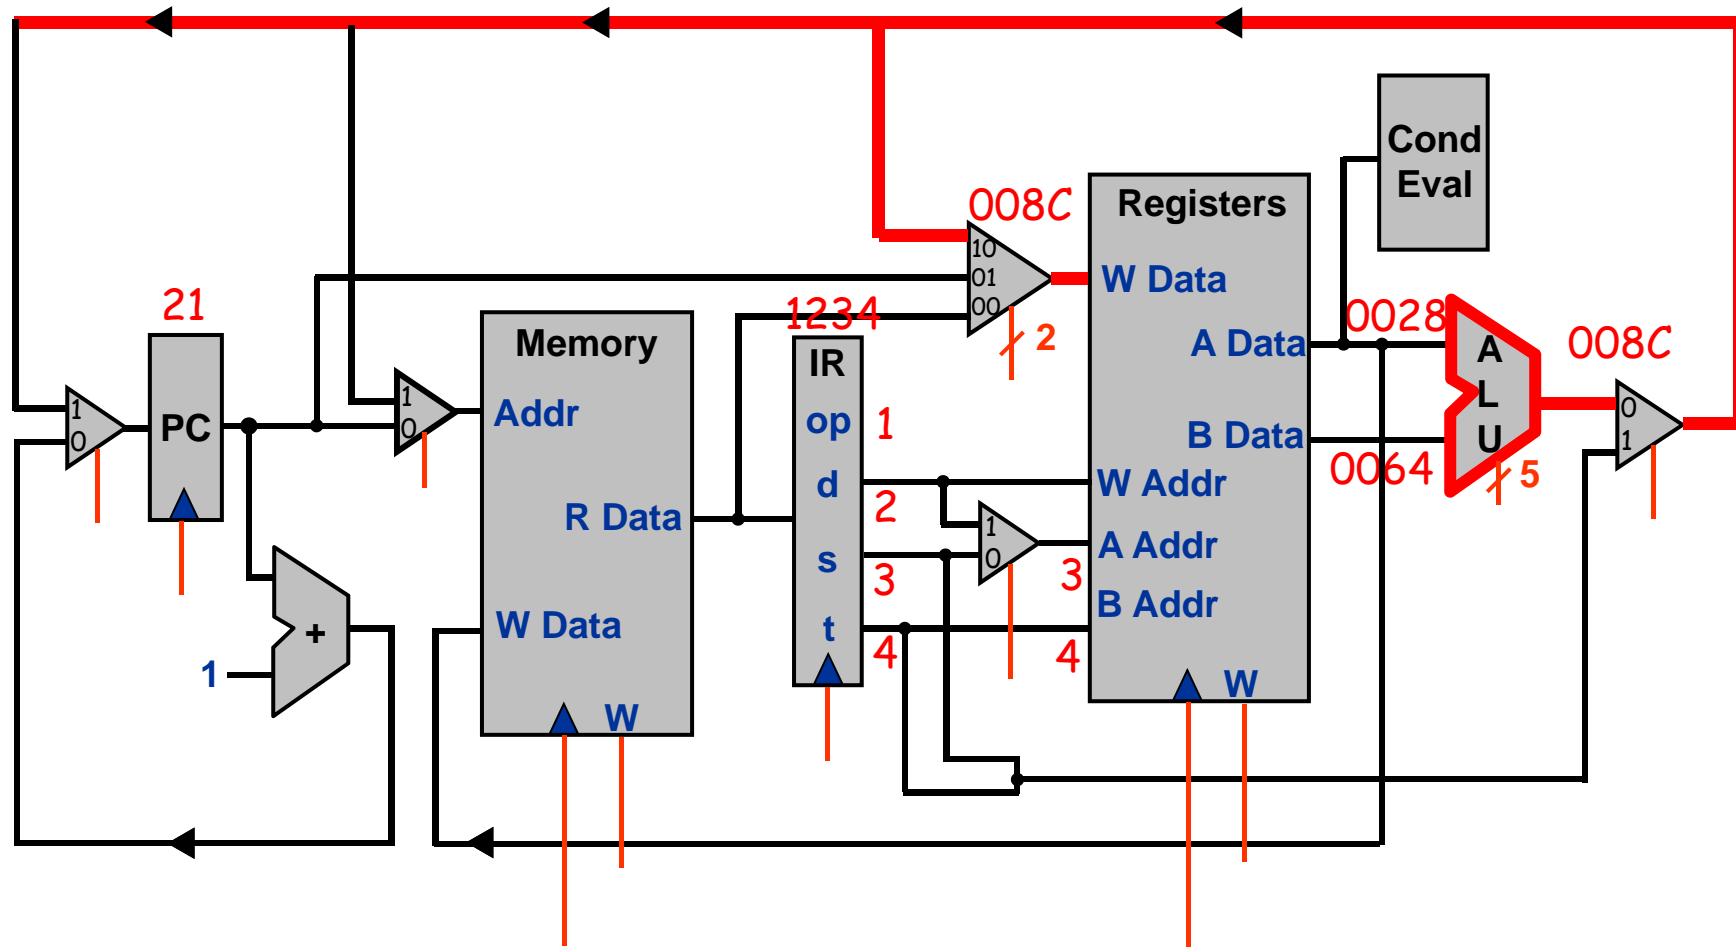 Cond
Eval
008C
Registers
10
01
00
2
W Data
A Data
B Data
W Addr
A Addr
B Addr
W
0028
0064
A
L
U
5
008C
0
1
21
PC
1
0
1
0
+
1
Memory
Addr
R Data
W Data
W
1234
IR
op
d
s
t
1
2
3
4
1
0
3
4